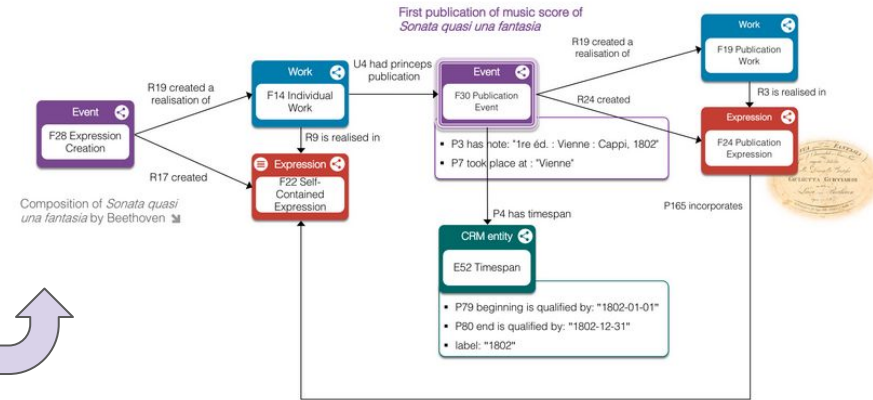 First publication of music score of
Sonata quasi una fantasia
Event
F28 Expression
Creation
R19 created a
realisation of
R17 created
Composition of Sonata quasi
una fantasia by Beethoven
Work
F14 Individual
Work
R9 is realised in
Expression
F22 Self-
Contained
Expression
U4 had princeps
publication
Event
F30 Publication
Event
P3 has note: "1re éd. : Vienne : Cappi, 1802"
P7 took place at : "Vienne"
P4 has timespan
CRM entity
E52 Timespan
P79 beginning is qualified by: "1802-01-01"
P80 end is qualified by: "1802-12-31"
label: "1802"
R19 created a
realisation of
R24 created
Work
F19 Publication
Work
R3 is realised in
Expression
F24 Publication
Expression
P165 incorporates